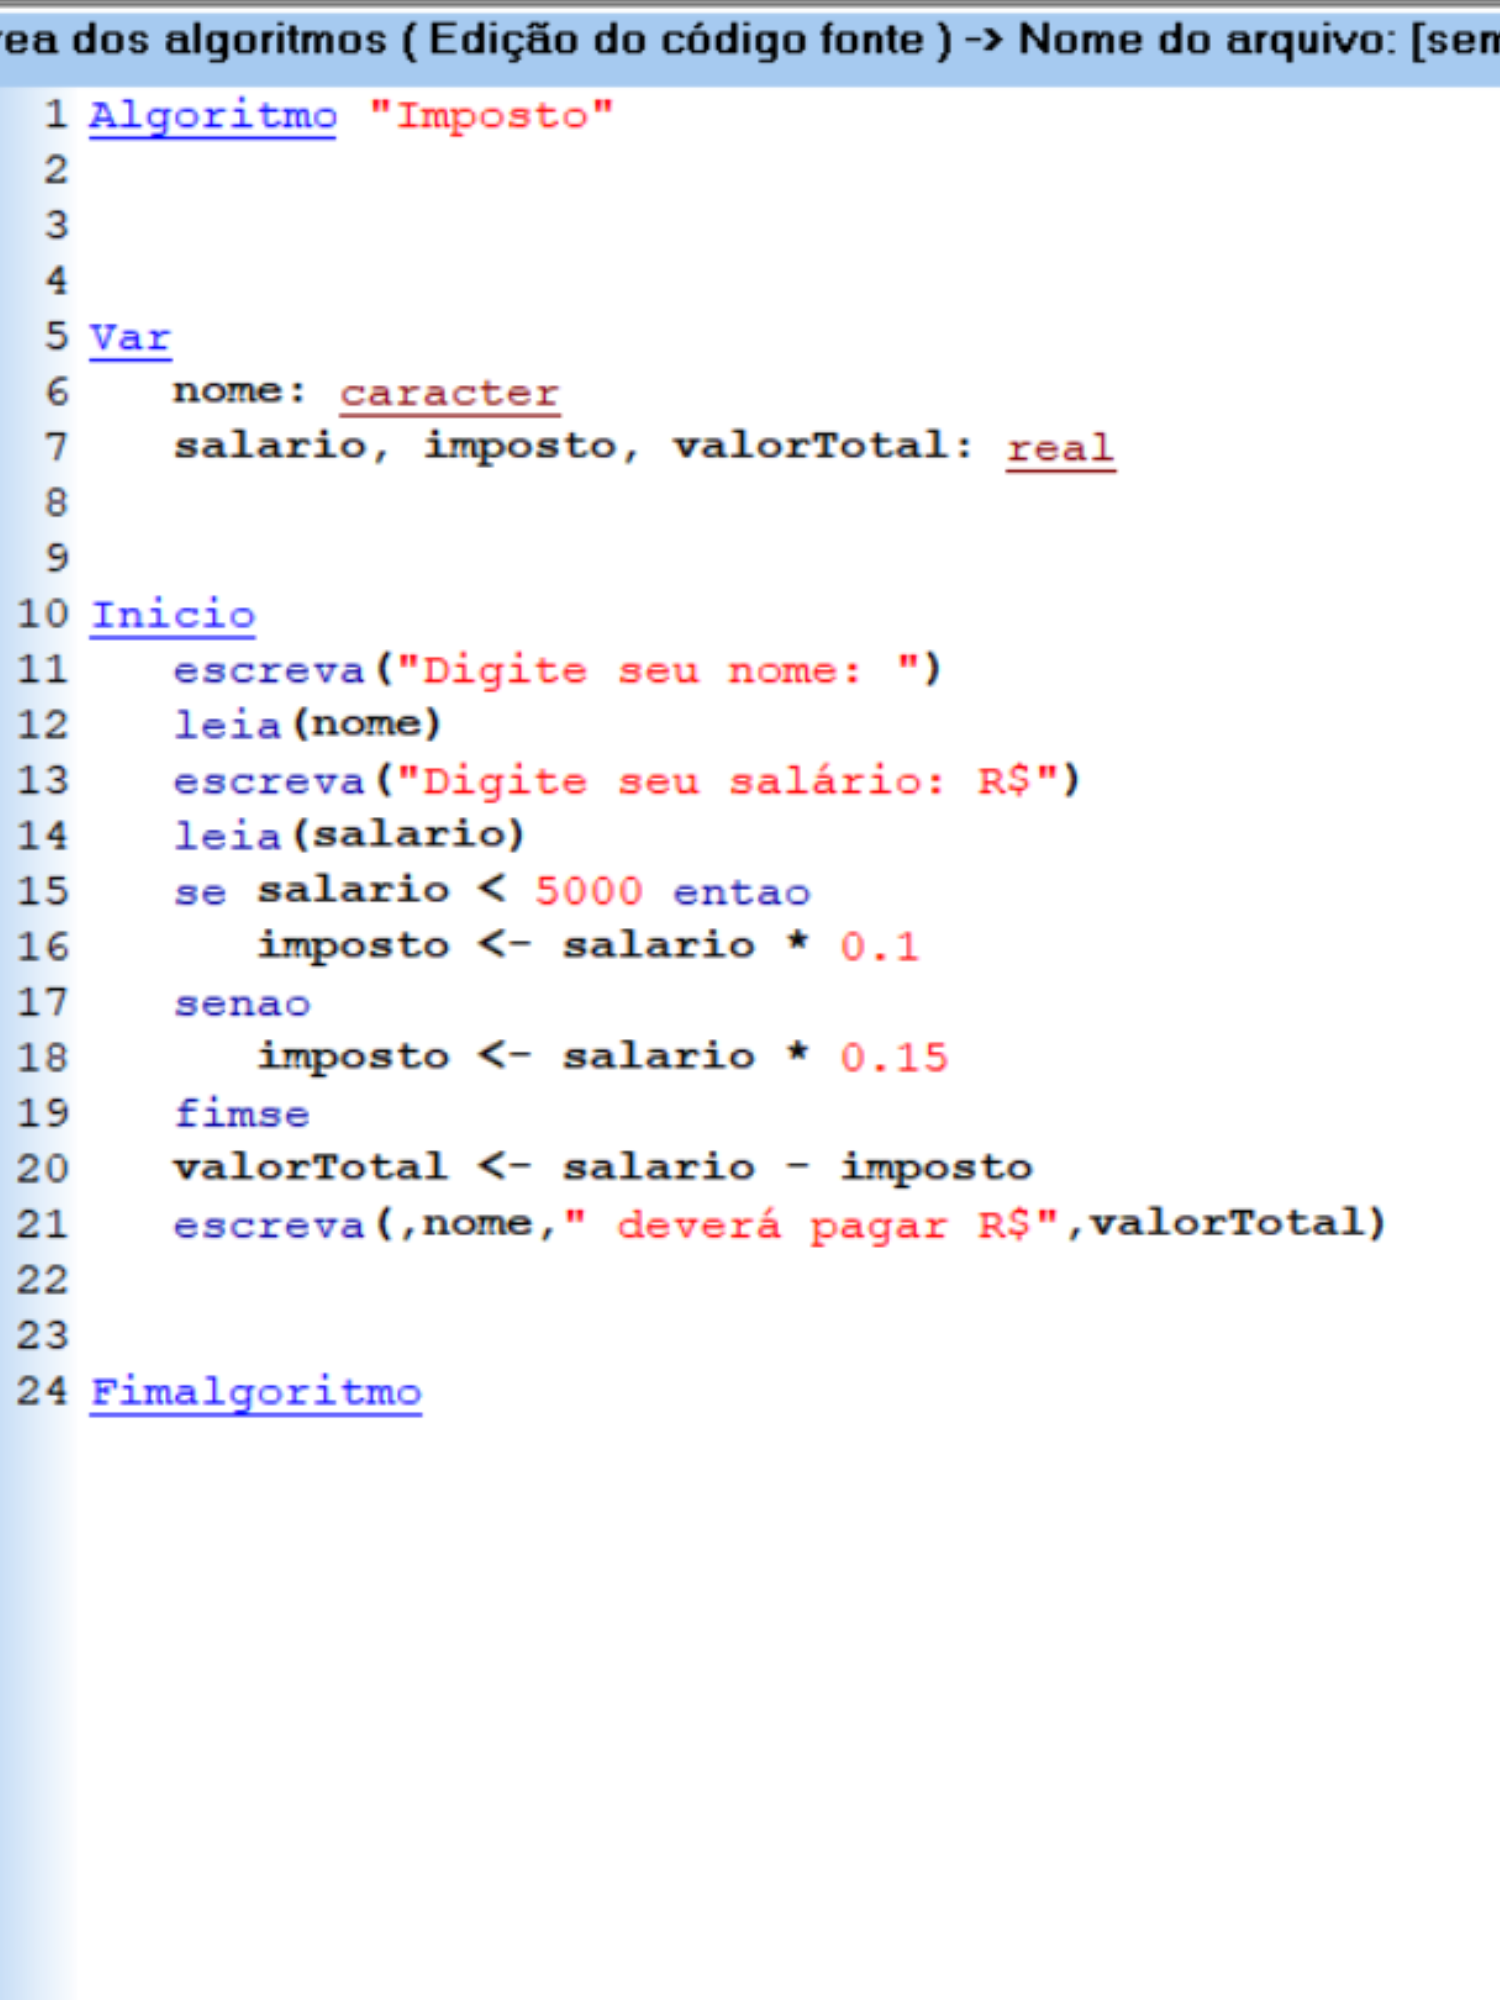 rea dos algoritmos ( Edição do código fonte ) -> Nome do arquivo: [sem
1 Algoritmo "Imposto"
2
3
4
5 Var
6 nome: caracter
7 salario, imposto, valorTotal: real
8
9
10 Inicio
11 escreva("Digite seu nome: ")
12 leia(nome)
13 escreva("Digite seu salário: R$")
14 leia(salario)
15 se salario < 5000 entao
16 imposto <- salario * 0.1
17 senao
18 imposto <- salario * 0.15
19 fimse
20 valorTotal <- salario - imposto
21 escreva(,nome," deverá pagar R$",valorTotal)
22
23
24 Fimalgoritmo